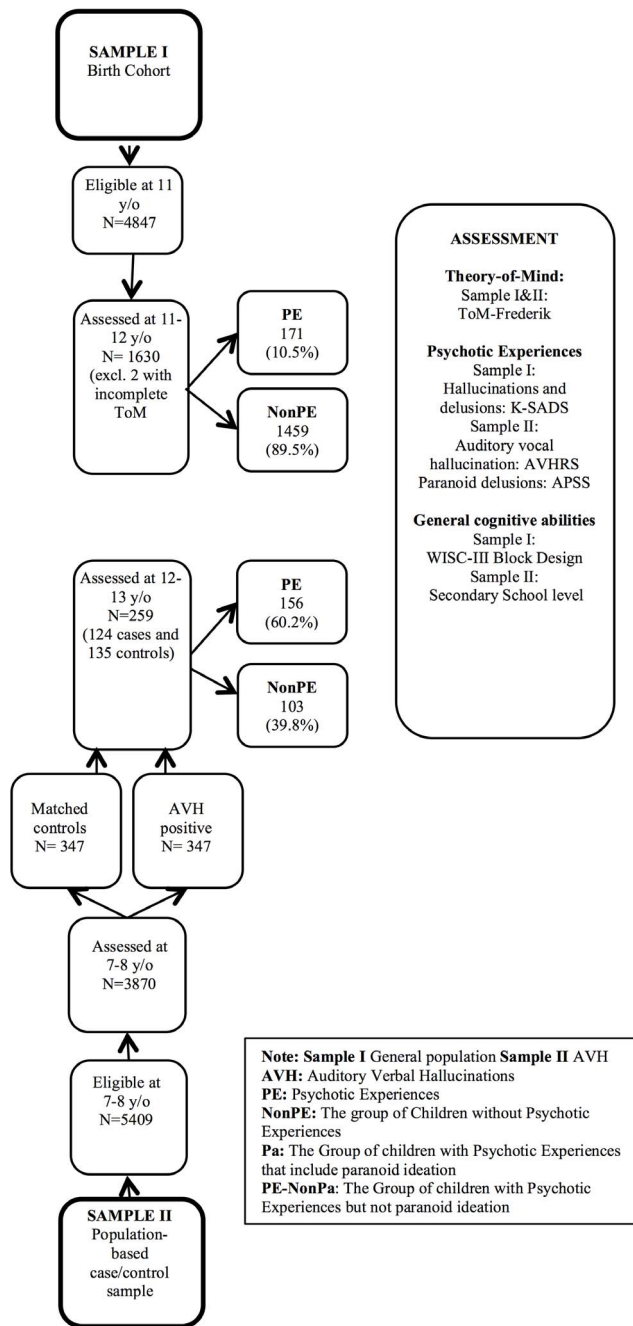 SAMPLE I
Birth Cohort
Eligible at 11
y/o
N=4847
Assessed at 11-
12 y/o
N= 1630
(excl. 2 with
incomplete
ToM
PE
171
(10.5%)
NonPE
1459
(89.5%)
ASSESSMENT
Theory-of-Mind:
Sample I&II:
ToM-Frederik
Psychotic Experiences
Sample I:
Hallucinations and
delusions: K-SADS
Sample II:
Auditory vocal
hallucination: AVHRS
Paranoid delusions: APSS
General cognitive abilities
Sample I:
WISC-III Block Design
Sample II:
Secondary School level
Assessed at 12-
13 y/o
N=259
(124 cases and
135 controls)
PE
156
(60.2%)
NonPE
103
(39.8%)
Matched
controls
N= 347
AVH
positive
N= 347
Assessed at
7-8 y/o
N=3870
Eligible at
7-8 y/o
N=5409
SAMPLE II
Population-
based
case/control
sample
Note: Sample I General population Sample II AVH
AVH: Auditory Verbal Hallucinations
PE: Psychotic Experiences
NonPE: The group of Children without Psychotic
Experiences
Pa: The Group of children with Psychotic Experiences
that include paranoid ideation
PE-NonPa: The Group of children with Psychotic
Experiences but not paranoid ideation